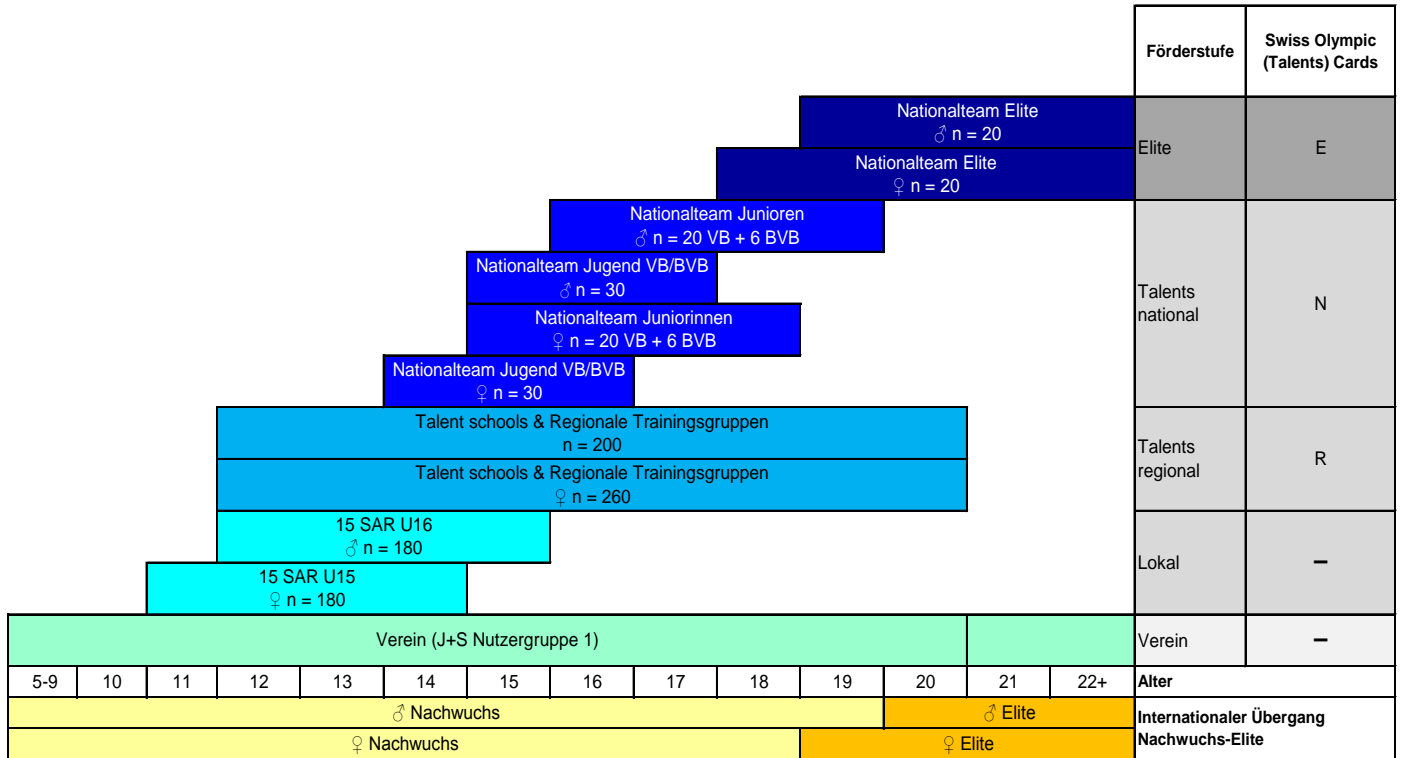 Förderstufe
Swiss Olympic
(Talents) Cards
Nationalteam Elite
♂ n = 20
Nationalteam Elite
♀ n = 20
Elite
E
Nationalteam Junioren
♂ n = 20 VB + 6 BVB
Nationalteam Jugend VB/BVB
♂ n = 30
Nationalteam Juniorinnen
♀ n = 20 VB + 6 BVB
Nationalteam Jugend VB/BVB
♀ n = 30
Talents
national
N
Talent schools & Regionale Trainingsgruppen
n = 200
Talent schools & Regionale Trainingsgruppen
♀ n = 260
Talents
regional
R
15 SAR U16
♂ n = 180
15 SAR U15
♀ n = 180
Lokal
–
Verein (J+S Nutzergruppe 1)
Verein
–
5-9 10 11 12 13 14 15 16 17 18 19 20 21 22+ Alter
♂ Nachwuchs
♂ Elite
♀ Nachwuchs
♀ Elite
Internationaler Übergang
Nachwuchs-Elite